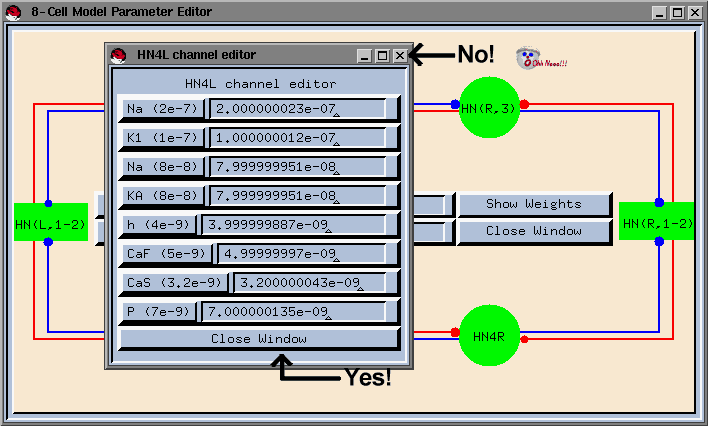 8-Cell Model Parameter Editor
HN4L channel editor
No!
Ohh Nooo!!!
HN4L channel editor
Na (2e-7) 2.000000023e-07
K1 (1e-7) 1.000000012e-07
Na (8e-8) 7.999999951e-08
KA (8e-8) 7.999999951e-08
h (4e-9) 3.999999887e-09
CaF (5e-9) 4.99999997e-09
CaS (3.2e-9) 3.200000043e-09
P (7e-9) 7.000000135e-09
Close Window
Yes!
HN(R,3)
HN(L,1-2)
Show Weights
Close Window
HN(R,1-2)
HN4R